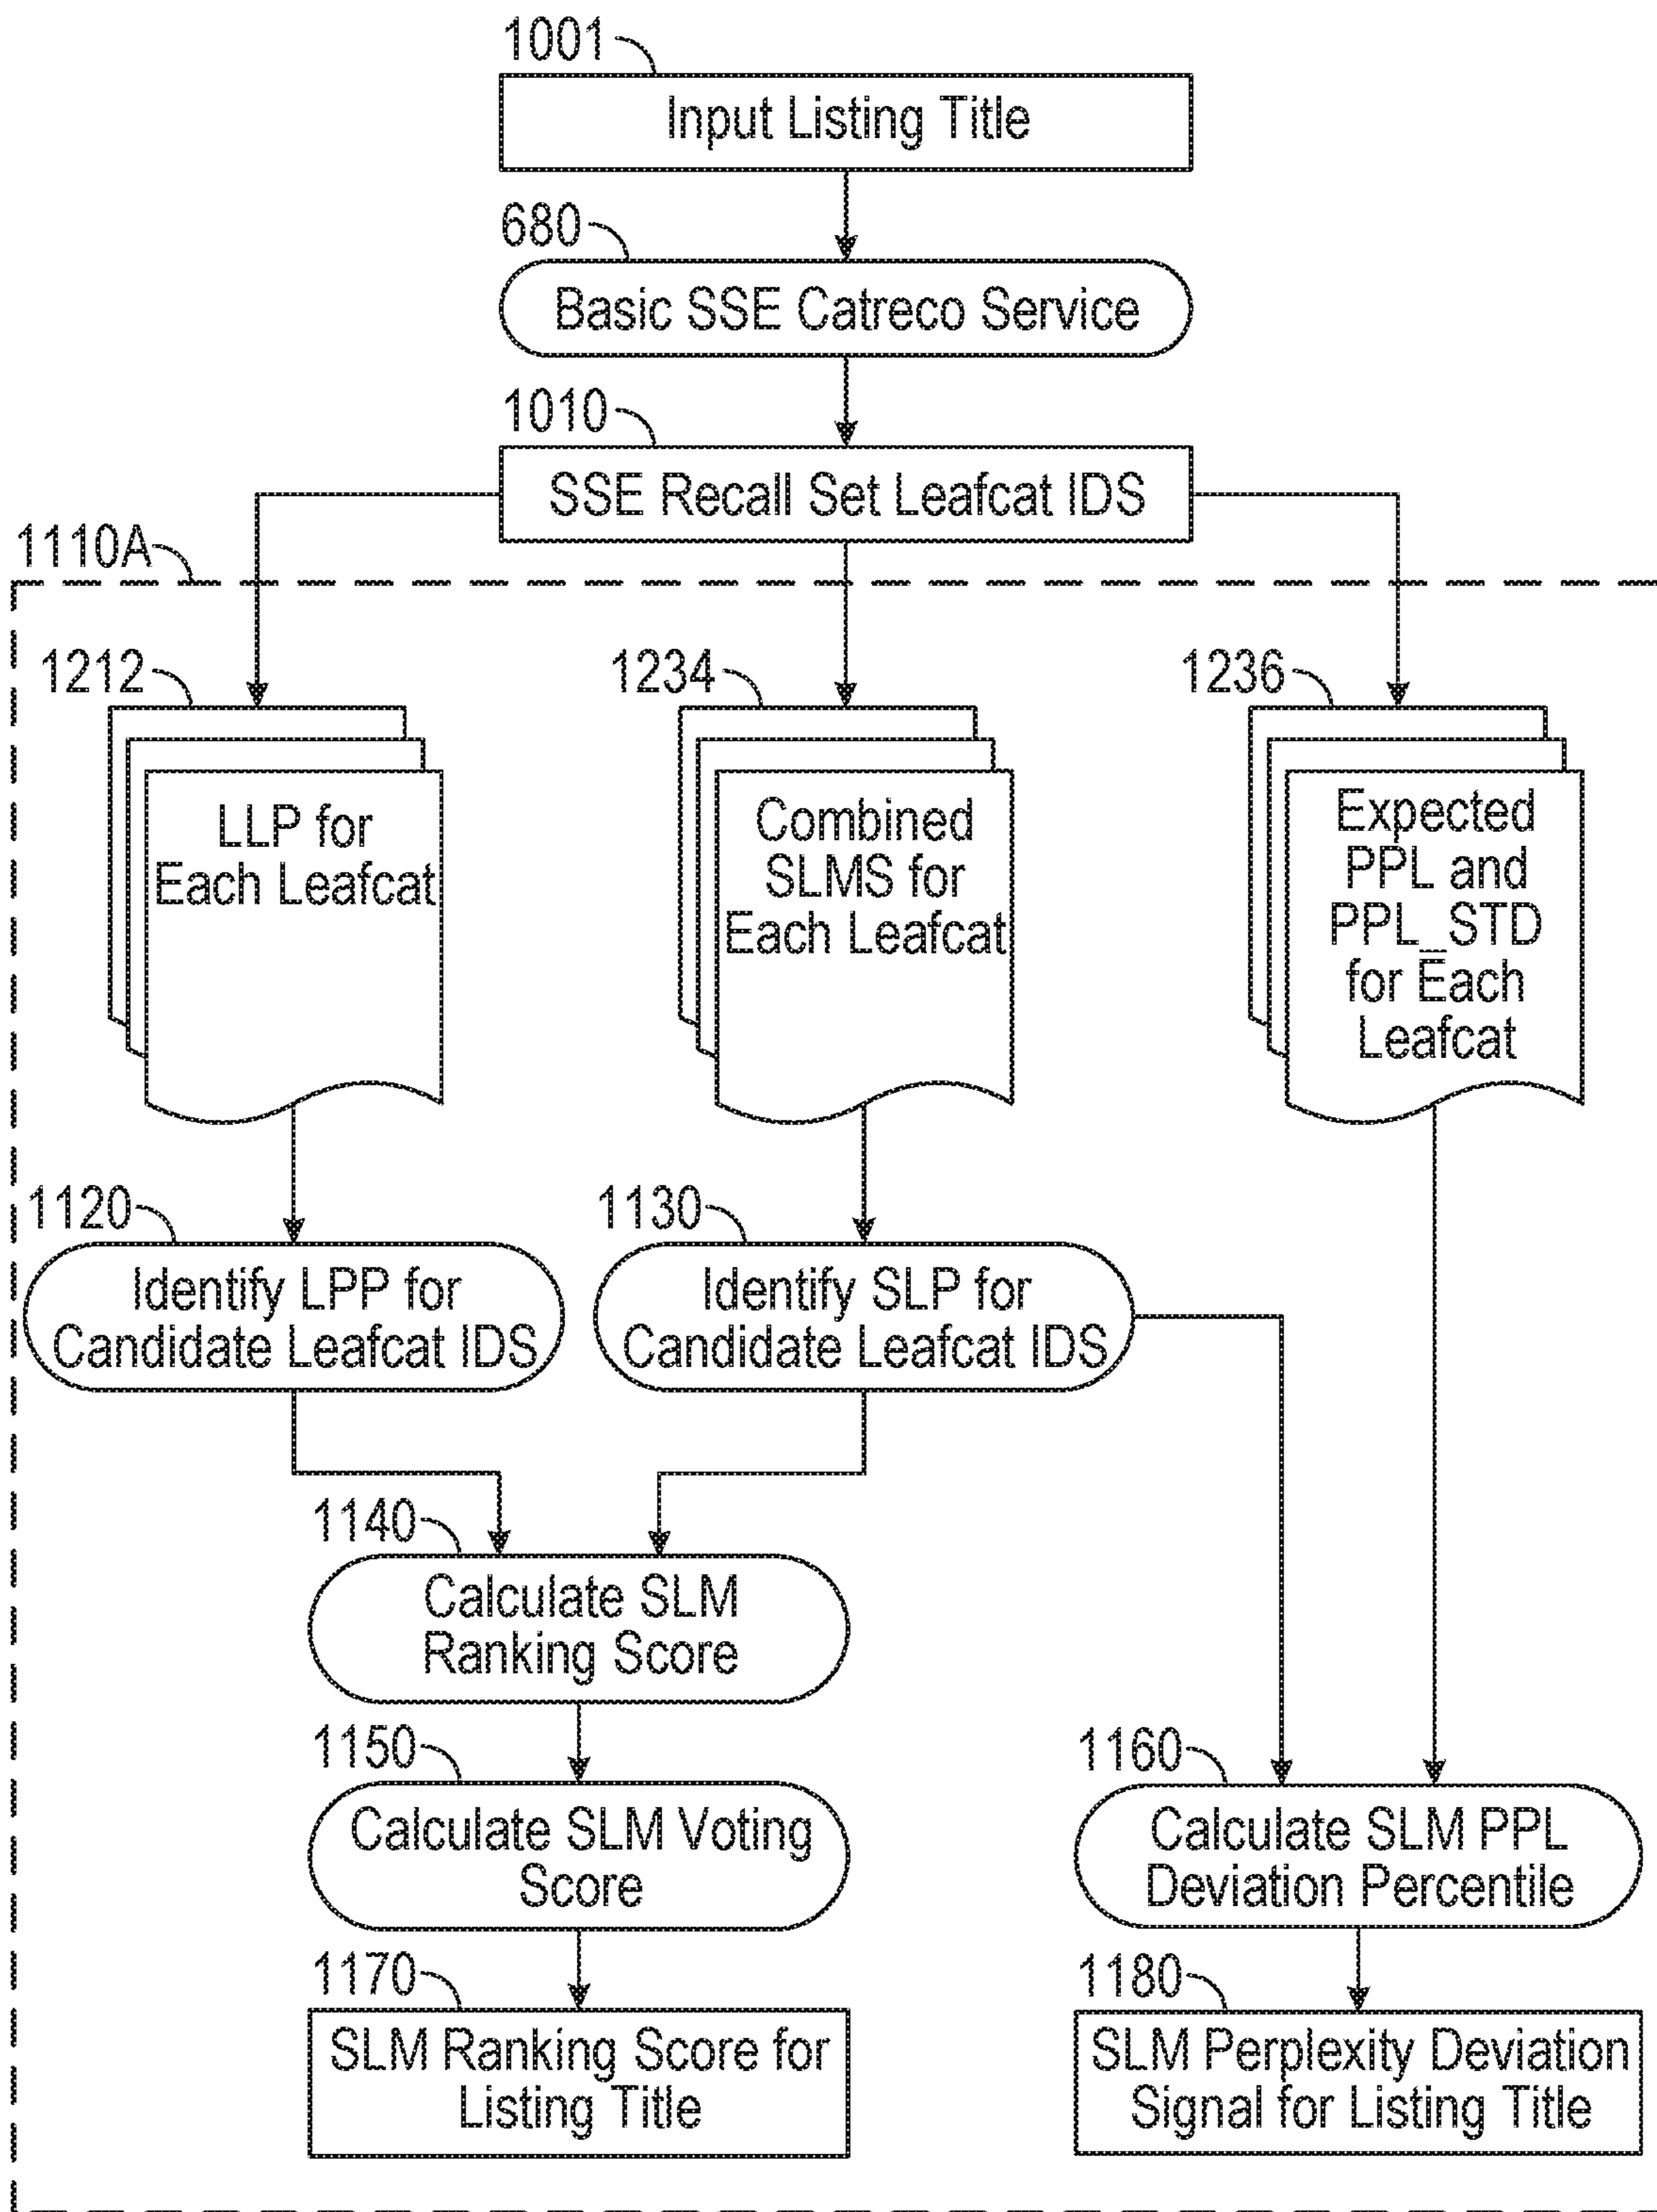 1001
Input Listing Title
680
Basic SSE Catreco Service
1010
SSE Recall Set Leafcat IDS
1110A
1212
LLP for
Each Leafcat
1234
Combined
SLMS for
Each Leafcat
1236
Expected
PPL and
PPL_STD
for Each
Leafcat
1120
Identify LPP for
Candidate Leafcat IDS
1130
Identify SLP for
Candidate Leafcat IDS
1140
Calculate SLM
Ranking Score
1150
Calculate SLM Voting
Score
1160
Calculate SLM PPL
Deviation Percentile
1170
SLM Ranking Score for
Listing Title
1180
SLM Perplexity Deviation
Signal for Listing Title